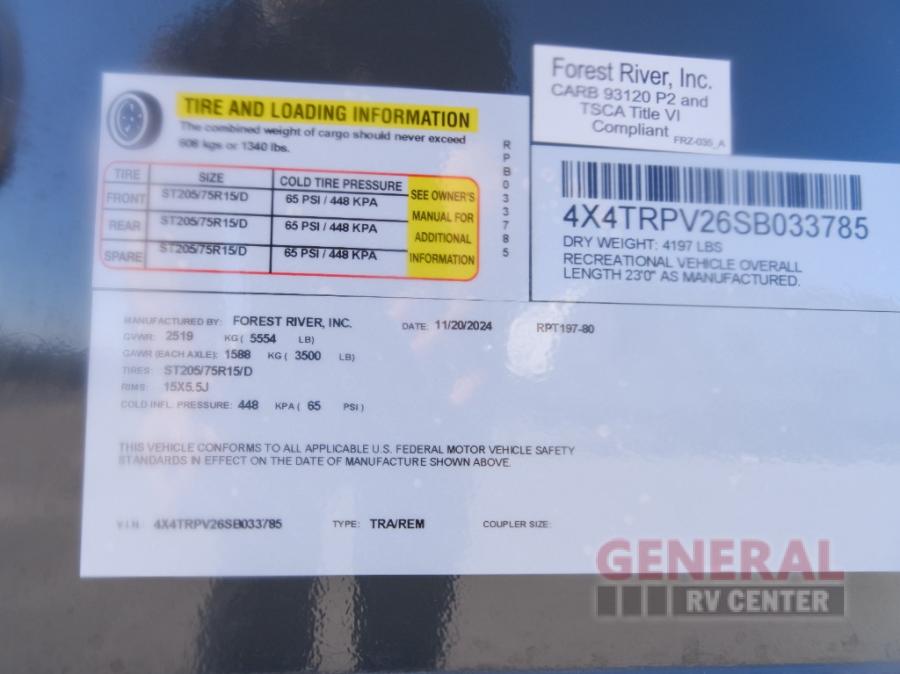 TIRE AND LOADING INFORMATION
The combined weight of cargo should never exceed
608 kgs or 1340 lbs.
TIRE SIZE COLD TIRE PRESSURE
FRONT ST205/75R15/D 65 PSI / 448 KPA
REAR ST205/75R15/D 65 PSI / 448 KPA
SPARE ST205/75R15/D 65 PSI / 448 KPA
SEE OWNER'S
MANUAL FOR
ADDITIONAL
INFORMATION
RPB033785
Forest River, Inc.
CARB 93120 P2 and
TSCA Title VI
Compliant
FRZ-035_A
4X4TRPV26SB033785
DRY WEIGHT: 4197 LBS
RECREATIONAL VEHICLE OVERALL
LENGTH 23'0" AS MANUFACTURED.
MANUFACTURED BY: FOREST RIVER, INC. DATE: 11/20/2024 RPT197-80
GVWR: 2519 KG ( 5554 LB)
GAWR (EACH AXLE): 1588 KG ( 3500 LB)
TIRES: ST205/75R15/D
RIMS: 15X5.5J
COLD INFL. PRESSURE: 448 KPA ( 65 PSI )
THIS VEHICLE CONFORMS TO ALL APPLICABLE U.S. FEDERAL MOTOR VEHICLE SAFETY
STANDARDS IN EFFECT ON THE DATE OF MANUFACTURE SHOWN ABOVE.
V.I.N. 4X4TRPV26SB033785 TYPE: TRA/REM COUPLER SIZE:
GENERAL
RV CENTER